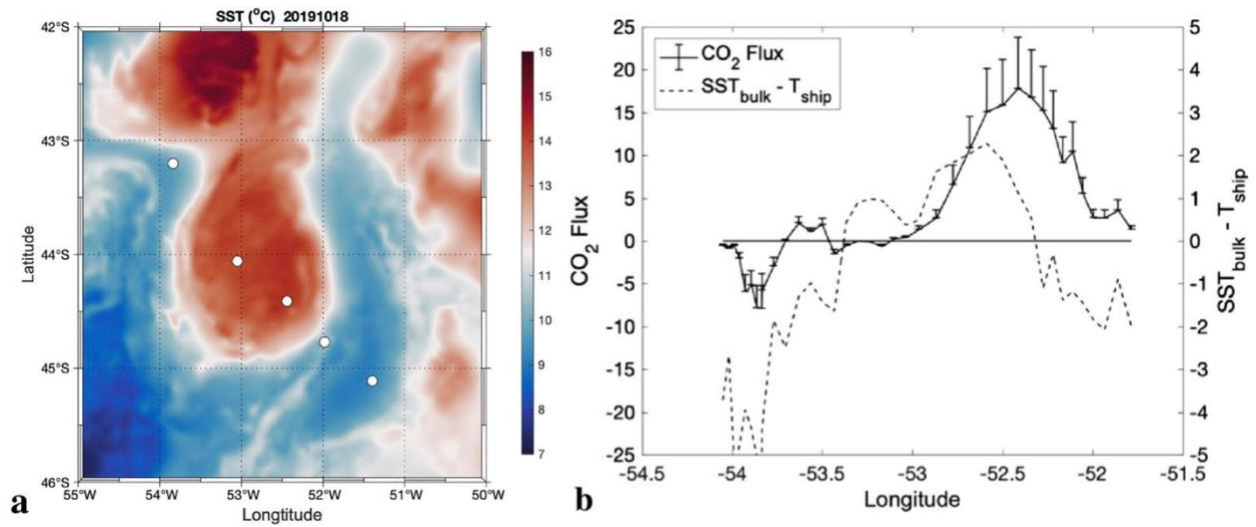 SST (°C) 20191018
42°S
43°S
44°S
45°S
46°S
Latitude
55°W 54°W 53°W 52°W 51°W 50°W
Longtitude
16
15
14
13
12
11
10
9
8
7
a
CO2 Flux
SSTbulk - Tship
25
20
15
10
5
0
-5
-10
-15
-20
-25
CO2 Flux
5
4
3
2
1
0
-1
-2
-3
-4
-5
SSTbulk - Tship
-54.5 -54 -53.5 -53 -52.5 -52 -51.5
Longitude
b